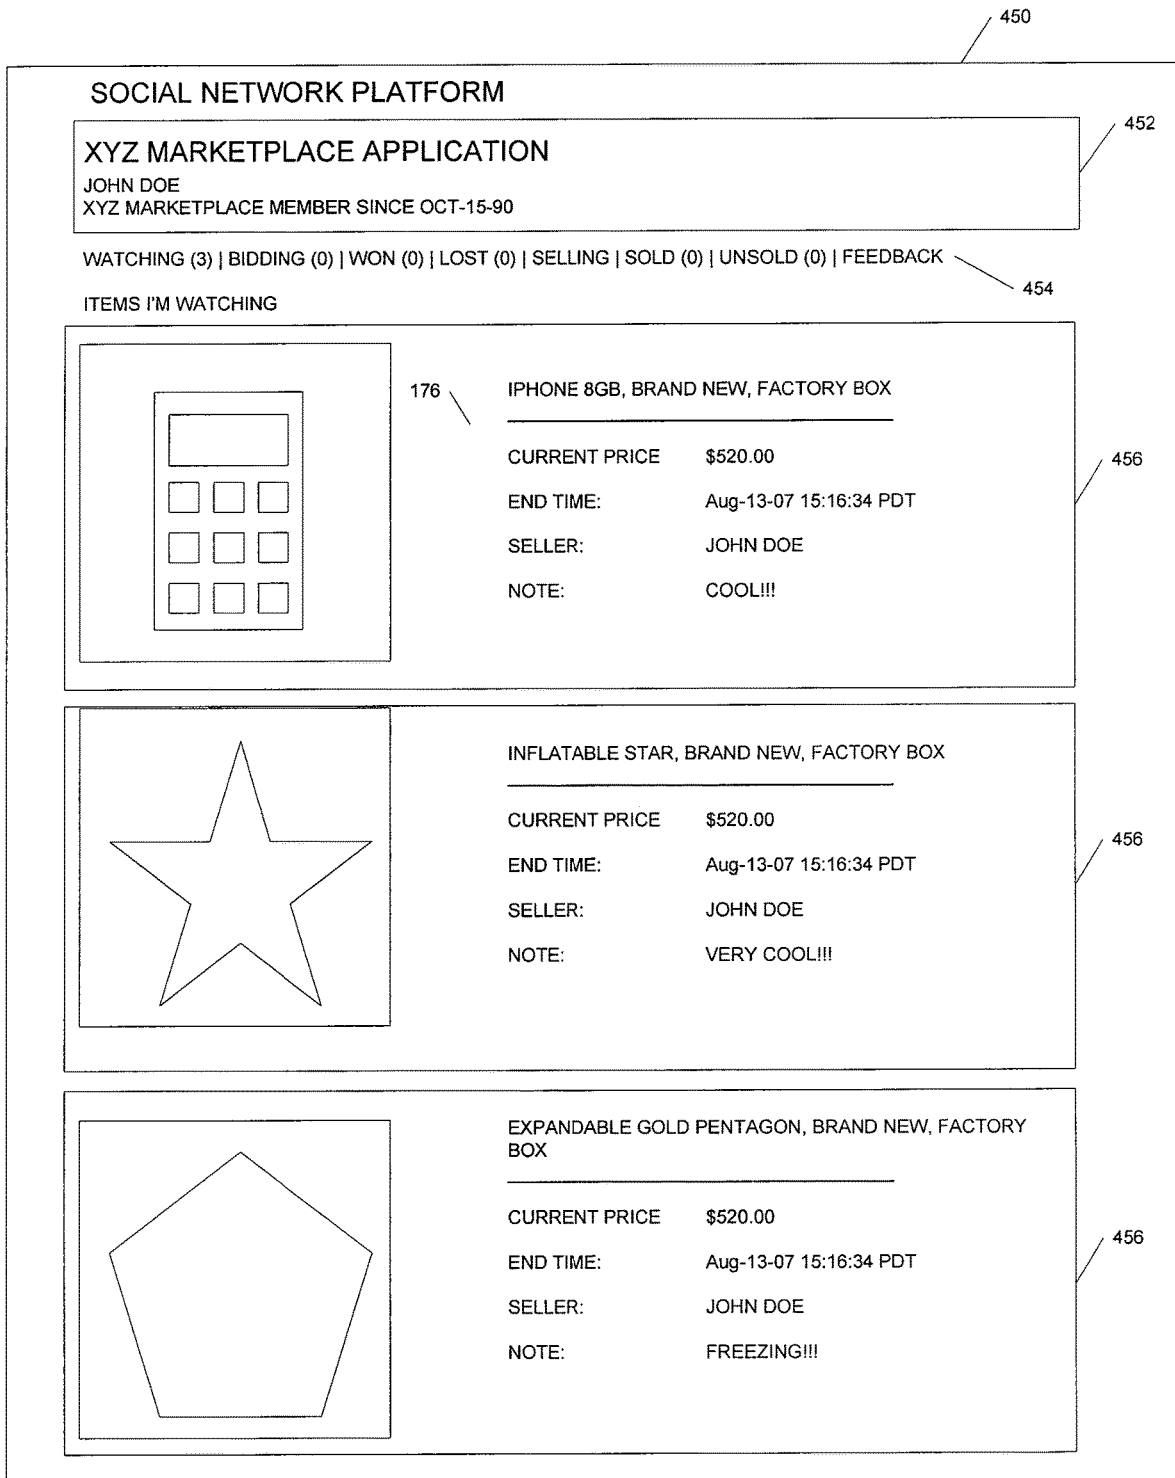 450
SOCIAL NETWORK PLATFORM
452
XYZ MARKETPLACE APPLICATION
JOHN DOE
XYZ MARKETPLACE MEMBER SINCE OCT-15-90
WATCHING (3) | BIDDING (0) | WON (0) | LOST (0) | SELLING | SOLD (0) | UNSOLD (0) | FEEDBACK
454
ITEMS I'M WATCHING
176
IPHONE 8GB, BRAND NEW, FACTORY BOX
CURRENT PRICE $520.00
456
END TIME: Aug-13-07 15:16:34 PDT
SELLER: JOHN DOE
NOTE: COOL!!!
INFLATABLE STAR, BRAND NEW, FACTORY BOX
CURRENT PRICE $520.00
456
END TIME: Aug-13-07 15:16:34 PDT
SELLER: JOHN DOE
NOTE: VERY COOL!!!
EXPANDABLE GOLD PENTAGON, BRAND NEW, FACTORY
BOX
CURRENT PRICE $520.00
456
END TIME: Aug-13-07 15:16:34 PDT
SELLER: JOHN DOE
NOTE: FREEZING!!!